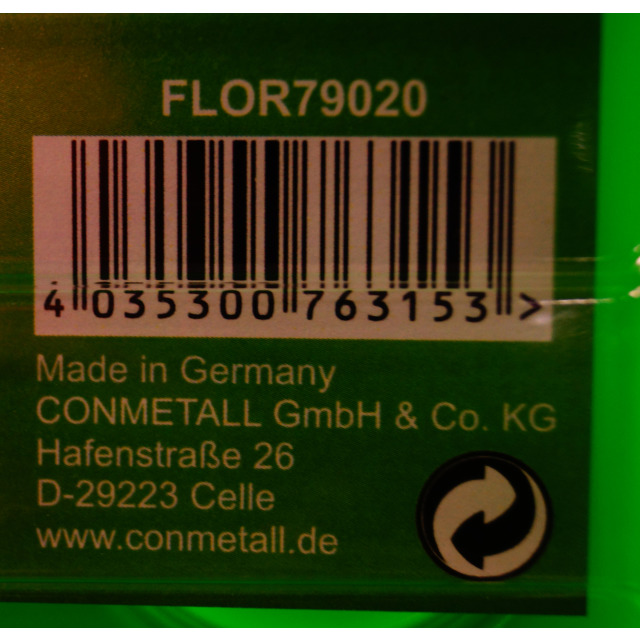 FLOR79020
4 035300 763153 >
Made in Germany
CONMETALL GmbH & Co. KG
Hafenstraße 26
D-29223 Celle
www.conmetall.de